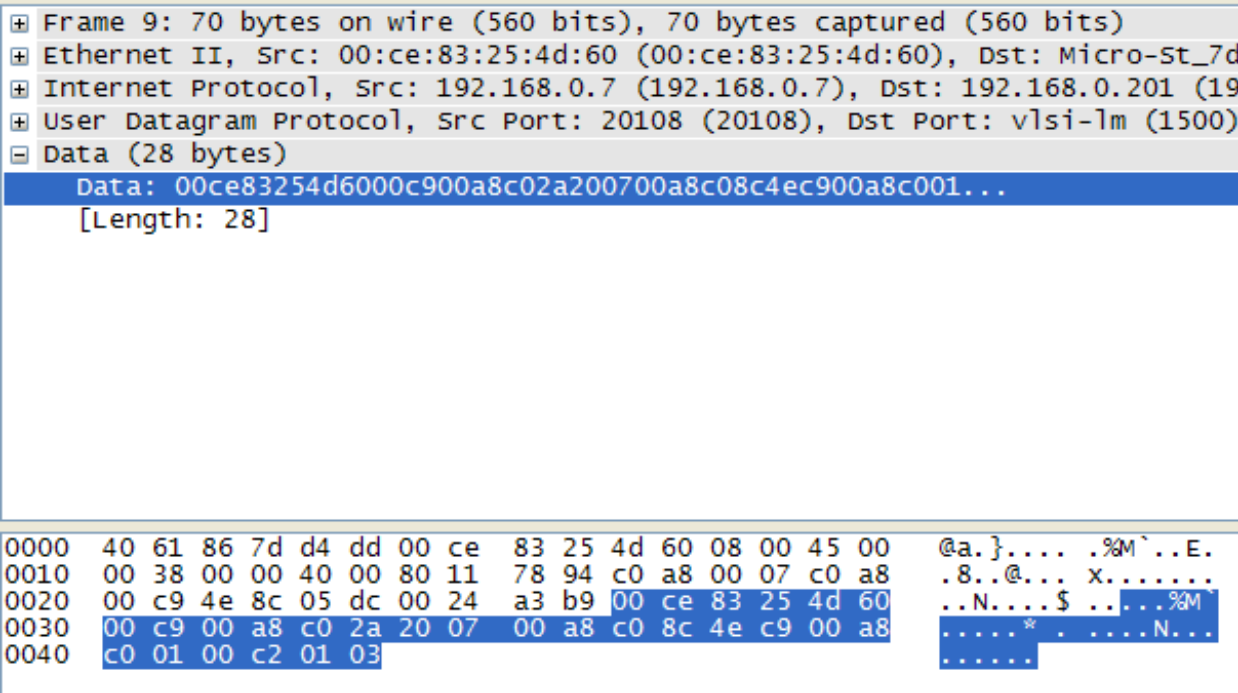 Frame 9: 70 bytes on wire (560 bits), 70 bytes captured (560 bits)
Ethernet II, Src: 00:ce:83:25:4d:60 (00:ce:83:25:4d:60), Dst: Micro-St_7d
Internet Protocol, Src: 192.168.0.7 (192.168.0.7), Dst: 192.168.0.201 (19
User Datagram Protocol, Src Port: 20108 (20108), Dst Port: vlsi-lm (1500)
Data (28 bytes)
Data: 00ce83254d6000c900a8c02a200700a8c08c4ec900a8c001...
[Length: 28]
0000 40 61 86 7d d4 dd 00 ce 83 25 4d 60 08 00 45 00 @a.}.... .%M`..E.
0010 00 38 00 00 40 00 80 11 78 94 c0 a8 00 07 c0 a8 .8..@... x.......
0020 00 c9 4e 8c 05 dc 00 24 a3 b9 00 ce 83 25 4d 60 ..N....$ .....%M`
0030 00 c9 00 a8 c0 2a 20 07 00 a8 c0 8c 4e c9 00 a8 .....* . ....N...
0040 c0 01 00 c2 01 03 ......